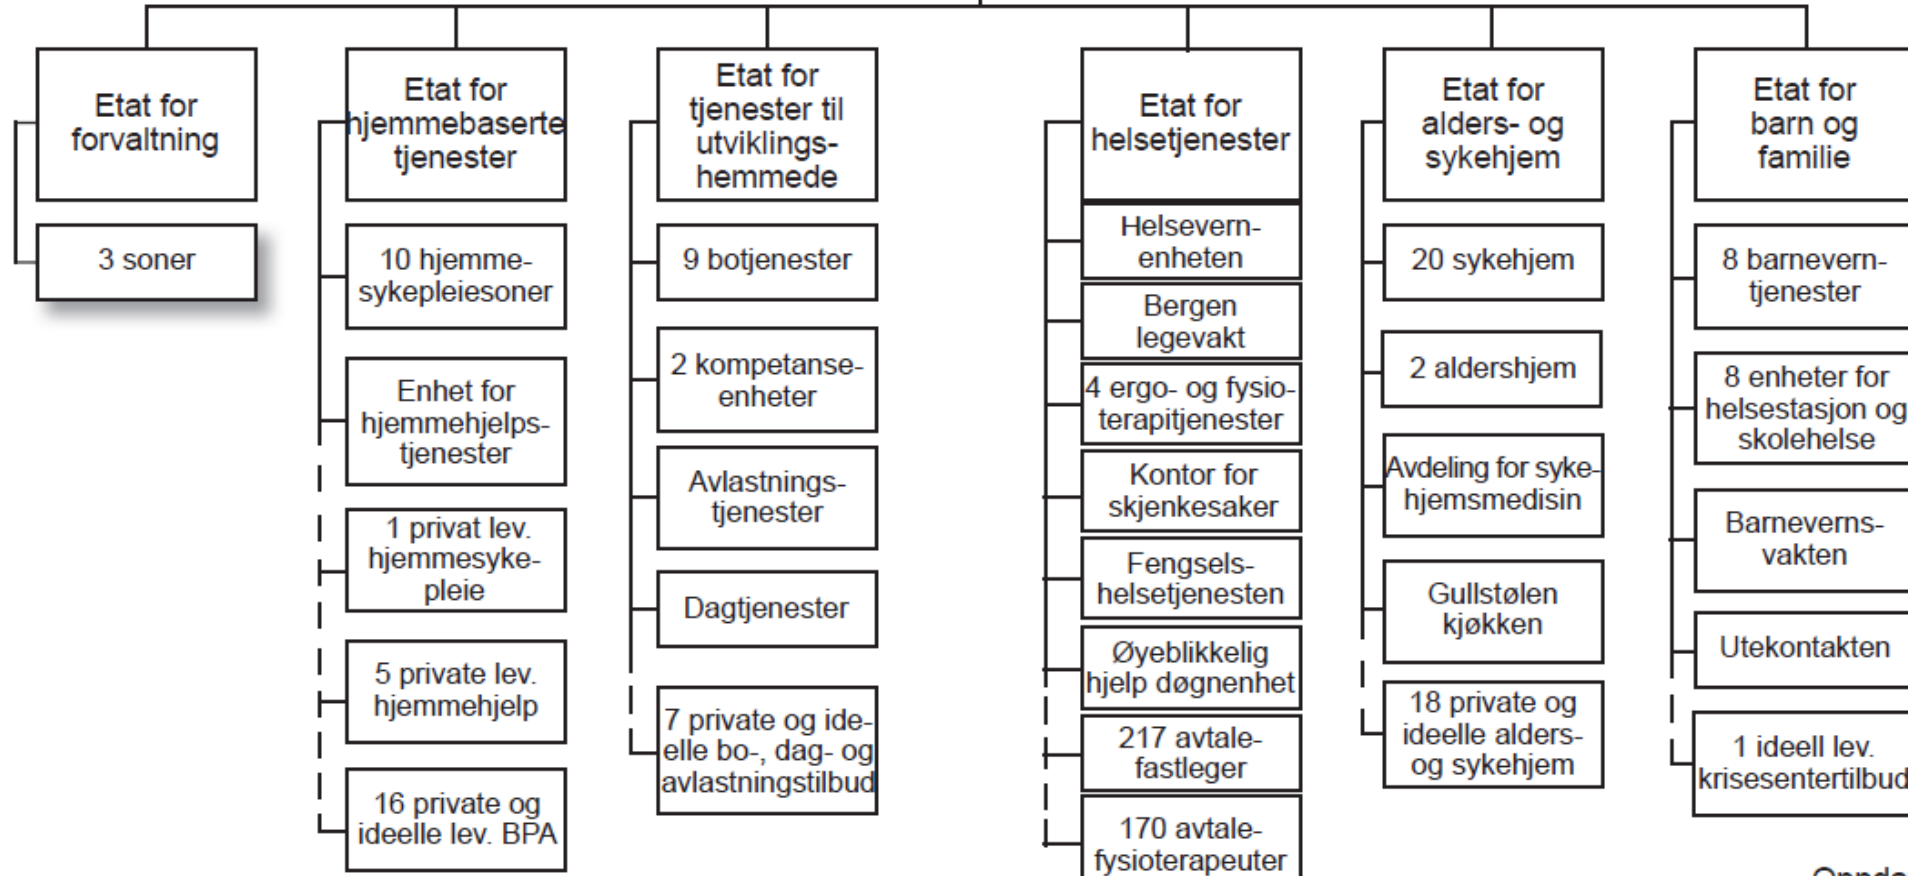 Etat for
forvaltning
3 soner
Etat for
hjemmebaserte
tjenester
10 hjemme-
sykepleiesoner
Enhet for
hjemmehjelps-
tjenester
1 privat lev.
hjemmesyke-
pleie
5 private lev.
hjemmehjelp
16 private og
ideelle lev. BPA
Etat for
tjenester til
utviklings-
hemmede
9 botjenester
2 kompetanse-
enheter
Avlastnings-
tjenester
Dagtjenester
7 private og ide-
elle bo-, dag- og
avlastningstilbud
Etat for
helsetjenester
Helsevern-
enheten
Bergen
legevakt
4 ergo- og fysio-
terapitjenester
Kontor for
skjenkesaker
Fengsels-
helsetjenesten
Øyeblikkelig
hjelp døgnenhet
217 avtale-
fastleger
170 avtale-
fysioterapeuter
Etat for
alders- og
sykehjem
20 sykehjem
2 aldershjem
Avdeling for syke-
hjemsmedisin
Gullstølen
kjøkken
18 private og
ideelle alders-
og sykehjem
Etat for
barn og
familie
8 barnevern-
tjenester
8 enheter for
helsestasjon og
skolehelse
Barneverns-
vakten
Utekontakten
1 ideell lev.
krisesentertilbud